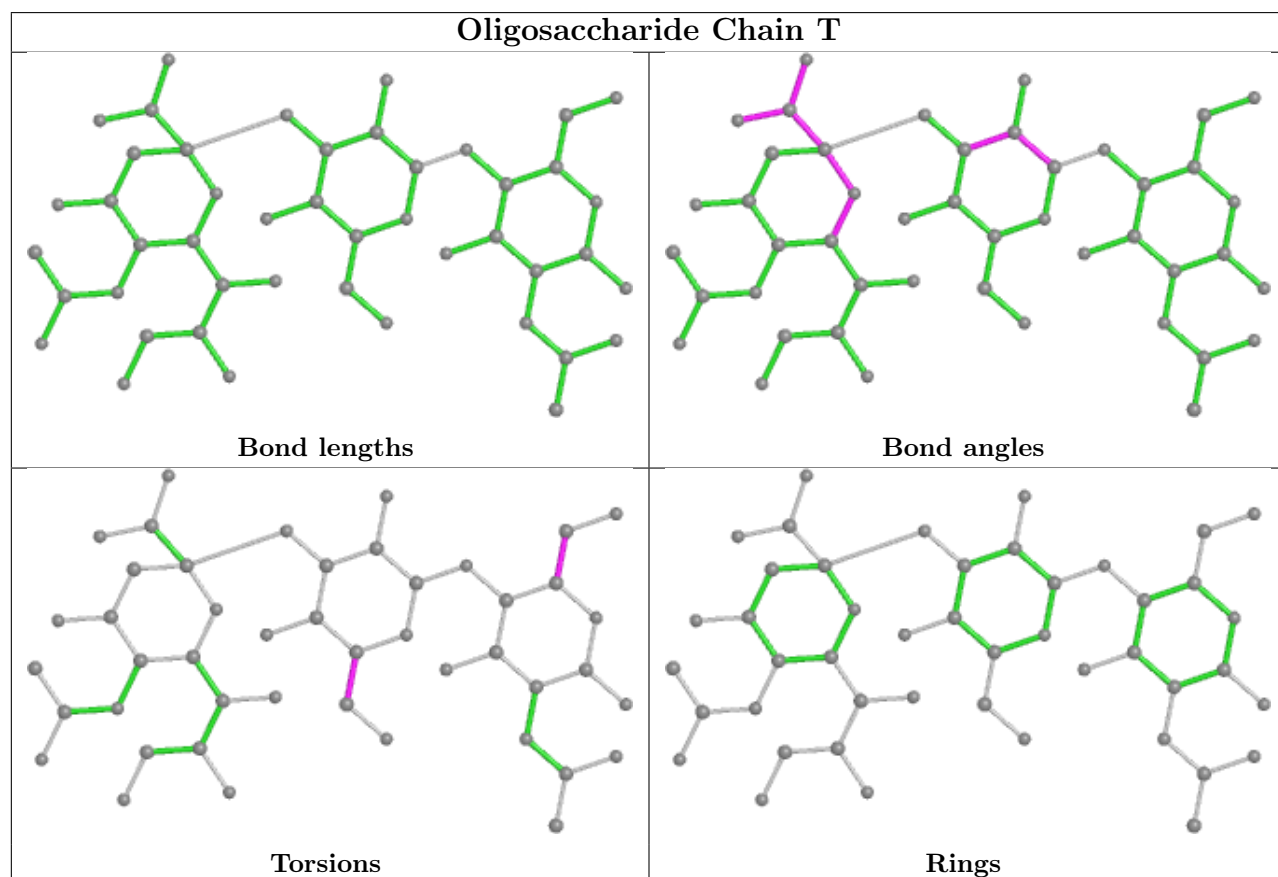 Oligosaccharide Chain T
Bond lengths
Bond angles
Torsions
Rings